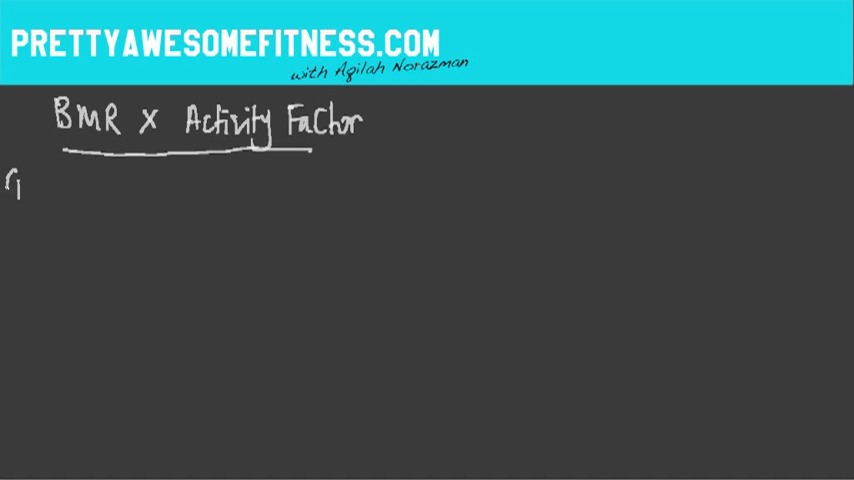 PRETTYAWESOMEFITNESS.COM
with Aqilah Norazman
BMR x Activity Factor